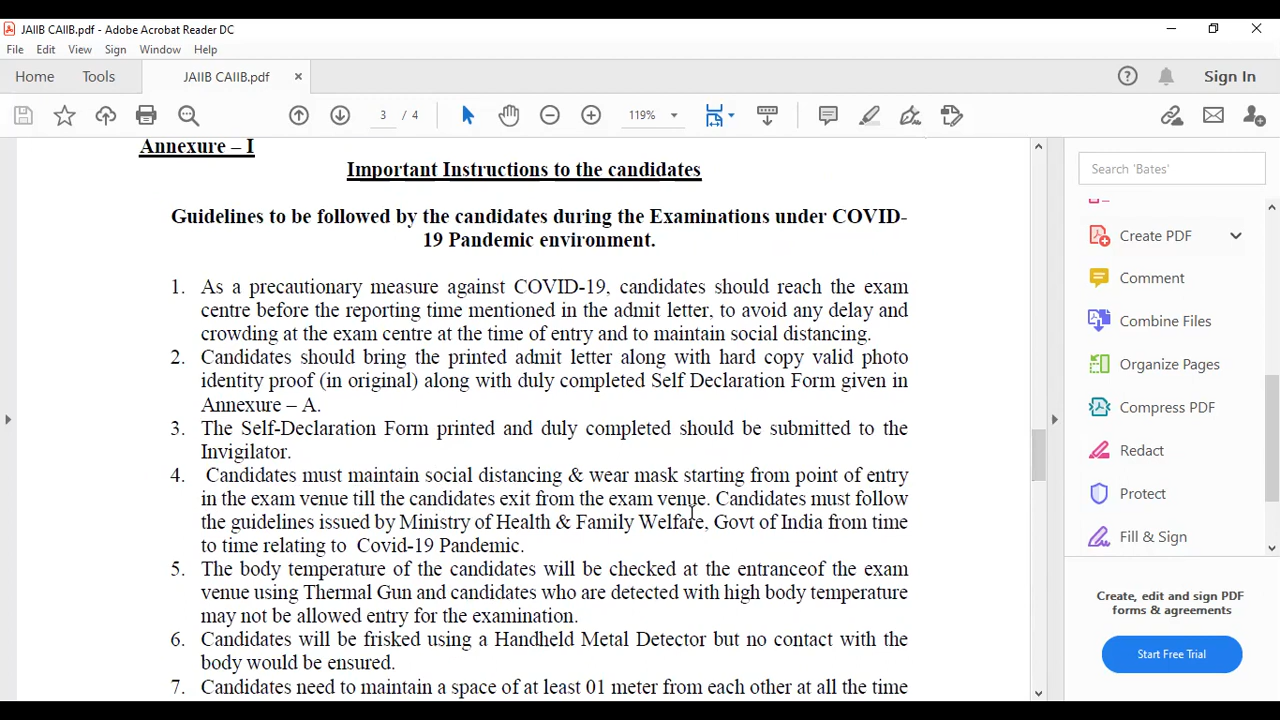 JAIIB CAIIB.pdf - Adobe Acrobat Reader DC
File Edit View Sign Window Help
Home Tools JAIIB CAIIB.pdf × Sign In
3 / 4 119%
Annexure – I
Important Instructions to the candidates
Guidelines to be followed by the candidates during the Examinations under COVID-
19 Pandemic environment.
1. As a precautionary measure against COVID-19, candidates should reach the exam
centre before the reporting time mentioned in the admit letter, to avoid any delay and
crowding at the exam centre at the time of entry and to maintain social distancing.
2. Candidates should bring the printed admit letter along with hard copy valid photo
identity proof (in original) along with duly completed Self Declaration Form given in
Annexure – A.
3. The Self-Declaration Form printed and duly completed should be submitted to the
Invigilator.
4. Candidates must maintain social distancing & wear mask starting from point of entry
in the exam venue till the candidates exit from the exam venue. Candidates must follow
the guidelines issued by Ministry of Health & Family Welfare, Govt of India from time
to time relating to Covid-19 Pandemic.
5. The body temperature of the candidates will be checked at the entranceof the exam
venue using Thermal Gun and candidates who are detected with high body temperature
may not be allowed entry for the examination.
6. Candidates will be frisked using a Handheld Metal Detector but no contact with the
body would be ensured.
7. Candidates need to maintain a space of at least 01 meter from each other at all the time
Search 'Bates'
Create PDF
Comment
Combine Files
Organize Pages
Compress PDF
Redact
Protect
Fill & Sign
Create, edit and sign PDF
forms & agreements
Start Free Trial